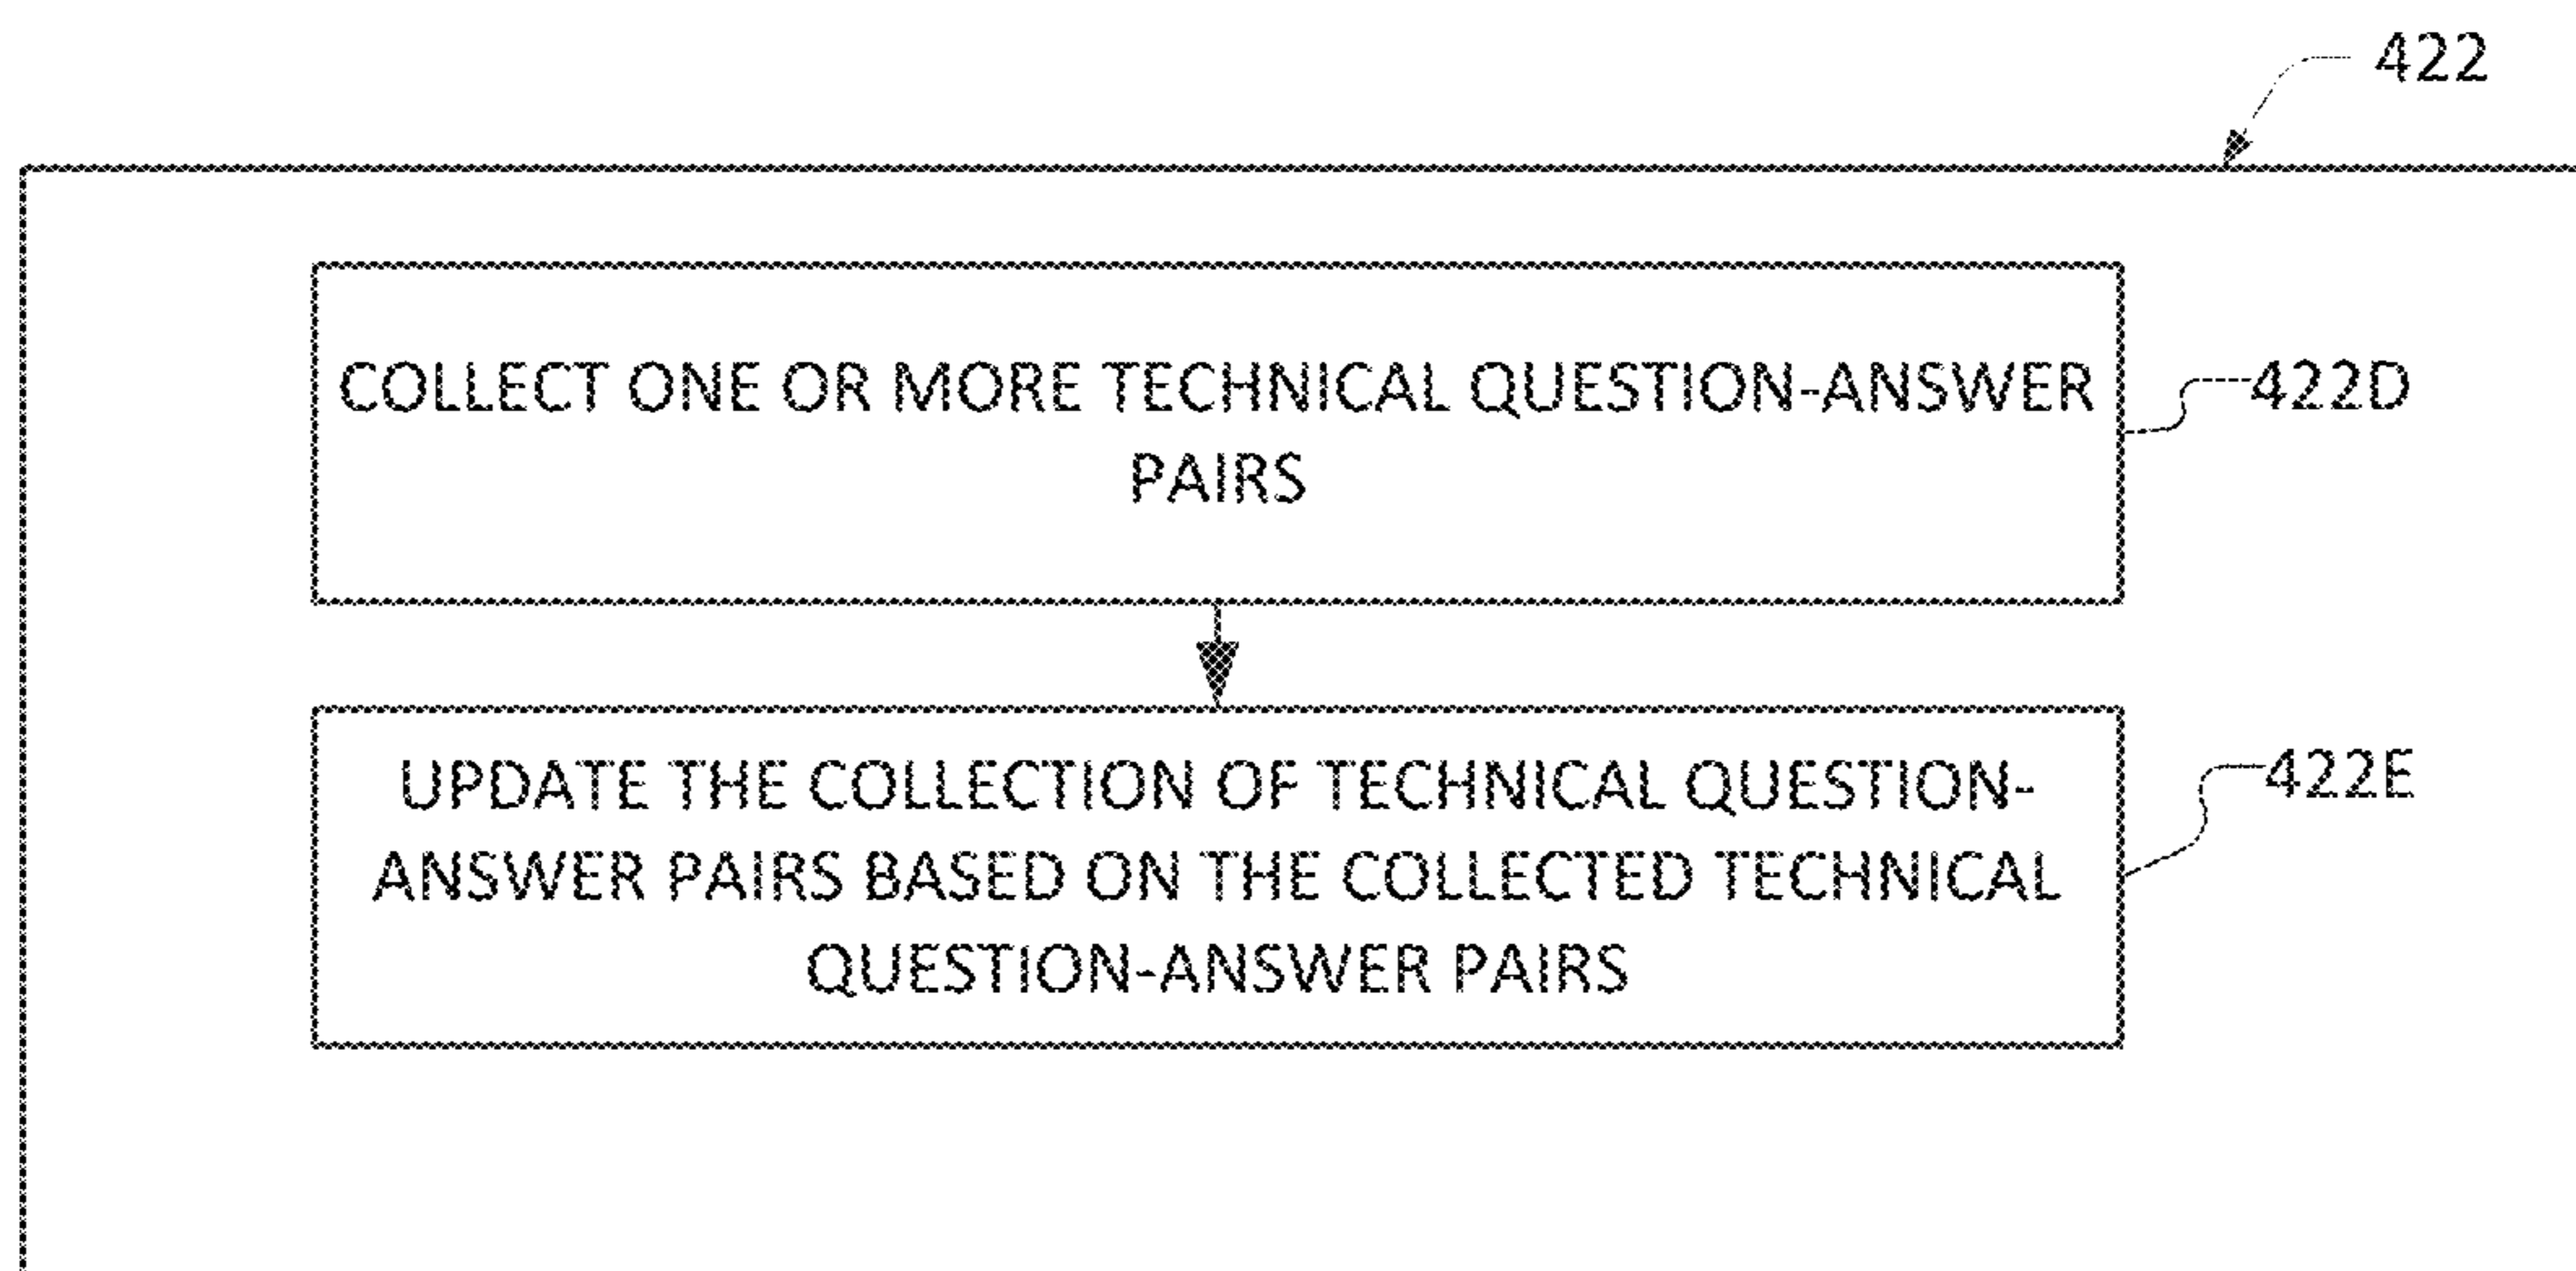 422
COLLECT ONE OR MORE TECHNICAL QUESTION-ANSWER
PAIRS
422D
UPDATE THE COLLECTION OF TECHNICAL QUESTION-
ANSWER PAIRS BASED ON THE COLLECTED TECHNICAL
QUESTION-ANSWER PAIRS
422E